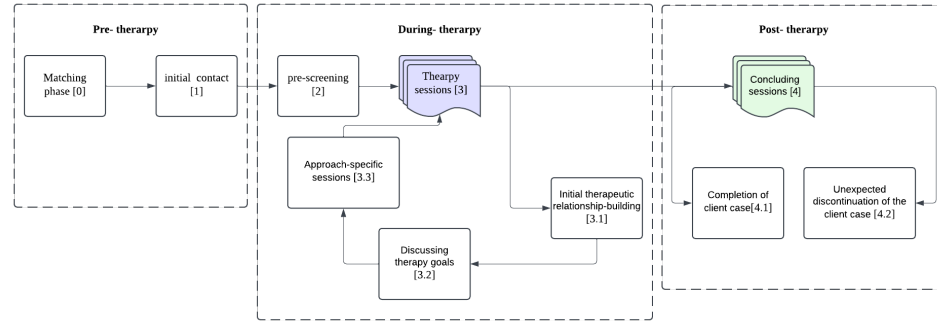 Pre- therarpy
Matching
phase [0]
initial contact
[1]
During- therarpy
pre-screening
[2]
Thearpy
sessions [3]
Approach-specific
sessions [3.3]
Initial therapeutic
relationship-building
[3.1]
Discussing
therapy goals
[3.2]
Post- therarpy
Concluding
sessions [4]
Completion of
client case[4.1]
Unexpected
discontinuation of the
client case [4.2]